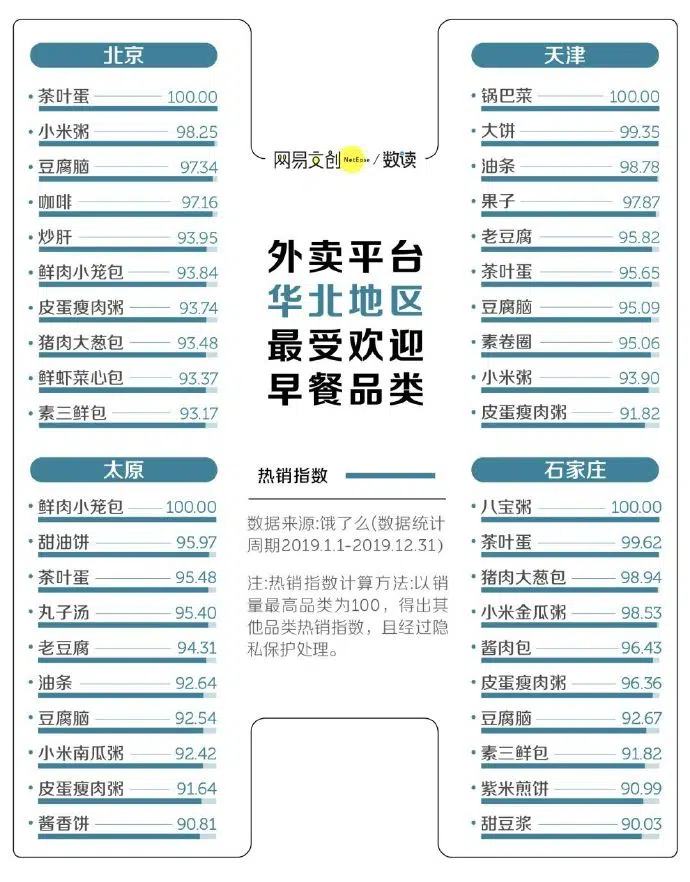 北京
茶叶蛋 100.00
小米粥 98.25
豆腐脑 97.34
咖啡 97.16
炒肝 93.95
鲜肉小笼包 93.84
皮蛋瘦肉粥 93.74
猪肉大葱包 93.48
鲜虾菜心包 93.37
素三鲜包 93.17
网易文创 NetEase / 数读
外卖平台
华北地区
最受欢迎
早餐品类
天津
锅巴菜 100.00
大饼 99.35
油条 98.78
果子 97.87
老豆腐 95.82
茶叶蛋 95.65
豆腐脑 95.09
素卷圈 95.06
小米粥 93.90
皮蛋瘦肉粥 91.82
太原
鲜肉小笼包 100.00
甜油饼 95.97
茶叶蛋 95.48
丸子汤 95.40
老豆腐 94.31
油条 92.64
豆腐脑 92.54
小米南瓜粥 92.42
皮蛋瘦肉粥 91.64
酱香饼 90.81
热销指数
数据来源:饿了么(数据统计
周期2019.1.1-2019.12.31)
注:热销指数计算方法:以销
量最高品类为100，得出其
他品类热销指数，且经过隐
私保护处理。
石家庄
八宝粥 100.00
茶叶蛋 99.62
猪肉大葱包 98.94
小米金瓜粥 98.53
酱肉包 96.43
皮蛋瘦肉粥 96.36
豆腐脑 92.67
素三鲜包 91.82
紫米煎饼 90.99
甜豆浆 90.03